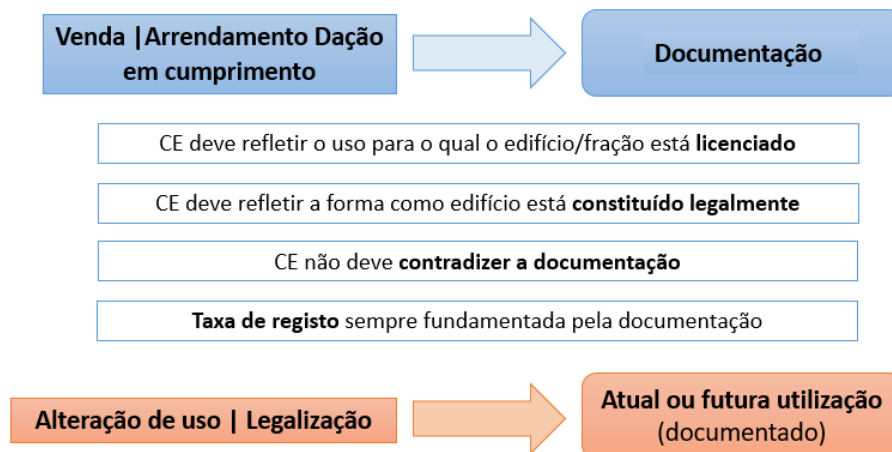 Venda |Arrendamento Dação
em cumprimento
Documentação
CE deve refletir o uso para o qual o edifício/fração está licenciado
CE deve refletir a forma como edifício está constituído legalmente
CE não deve contradizer a documentação
Taxa de registo sempre fundamentada pela documentação
Alteração de uso | Legalização
Atual ou futura utilização
(documentado)